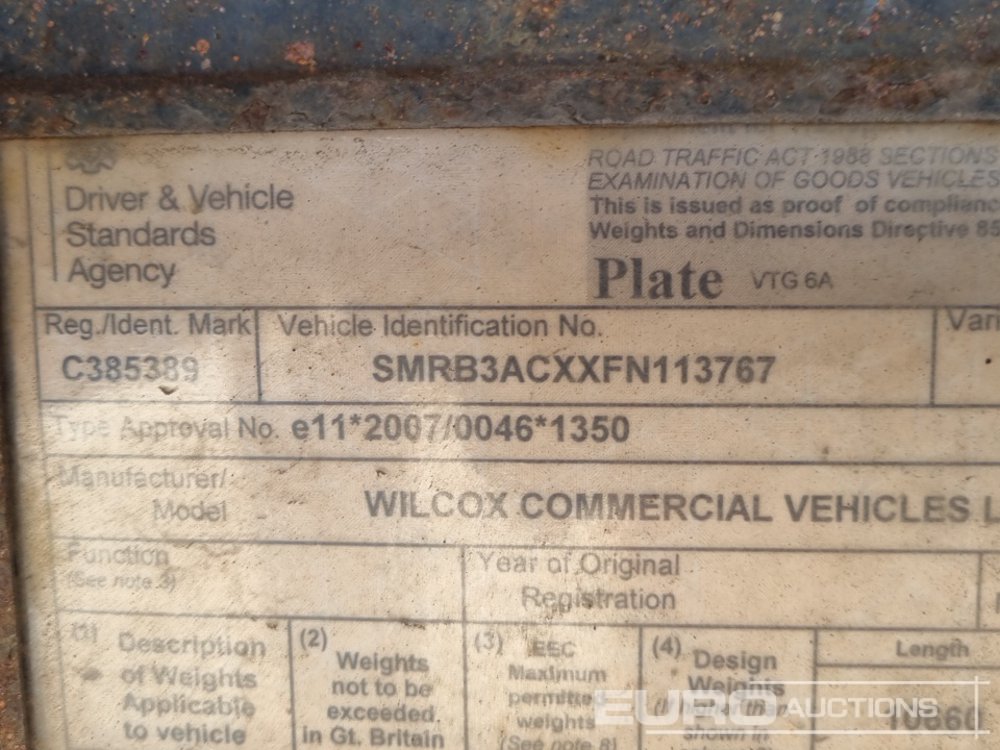 ROAD TRAFFIC ACT 1988 SECTIONS
Driver & Vehicle
Standards
Agency
EXAMINATION OF GOODS VEHICLES
This is issued as proof of complianc
Weights and Dimensions Directive 85
Plate VTG 6A
Reg./Ident. Mark
C385389
Vehicle Identification No.
SMRB3ACXXFN113767
Vari
Type Approval No. e11*2007/0046*1350
Manufacturer/
Model
WILCOX COMMERCIAL VEHICLES L
Function
(See note 3)
Year of Original
Registration
(1) Description
of Weights
Applicable
to vehicle
(2) Weights
not to be
exceeded
in Gt. Britain
(3) EEC
Maximum
permitted
weights
(See note 8)
(4) Design
Weights
shown in
Length
EURO AUCTIONS